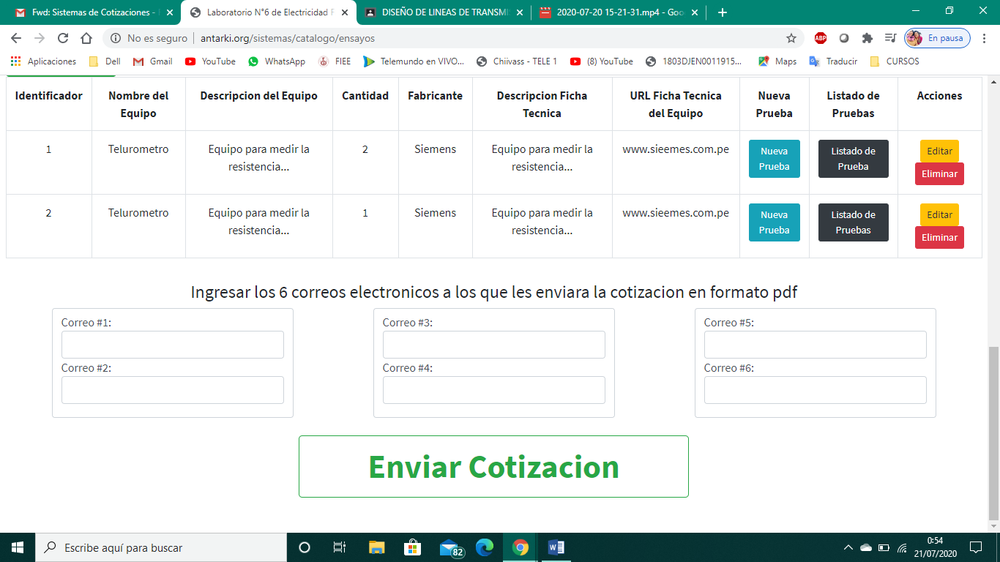 Fwd: Sistemas de Cotizaciones -
Laboratorio N°6 de Electricidad F
DISEÑO DE LINEAS DE TRANSMI
2020-07-20 15-21-31.mp4 - Goo
No es seguro | antarki.org/sistemas/catalogo/ensayos
ABP
En pausa
Aplicaciones
Dell
Gmail
YouTube
WhatsApp
FIEE
Telemundo en VIVO...
Chiivass - TELE 1
(8) YouTube
1803DJEN0011915...
Maps
Traducir
CURSOS
Identificador
Nombre del
Equipo
Descripcion del Equipo
Cantidad
Fabricante
Descripcion Ficha
Tecnica
URL Ficha Tecnica
del Equipo
Nueva
Prueba
Listado de
Pruebas
Acciones
1
Telurometro
Equipo para medir la
resistencia...
2
Siemens
Equipo para medir la
resistencia...
www.sieemes.com.pe
Nueva
Prueba
Listado de
Prueba
Editar
Eliminar
2
Telurometro
Equipo para medir la
resistencia...
1
Siemens
Equipo para medir la
resistencia...
www.sieemes.com.pe
Nueva
Prueba
Listado de
Pruebas
Editar
Eliminar
Ingresar los 6 correos electronicos a los que les enviara la cotizacion en formato pdf
Correo #1:
Correo #2:
Correo #3:
Correo #4:
Correo #5:
Correo #6:
Enviar Cotizacion
Escribe aquí para buscar
82
0:54
21/07/2020